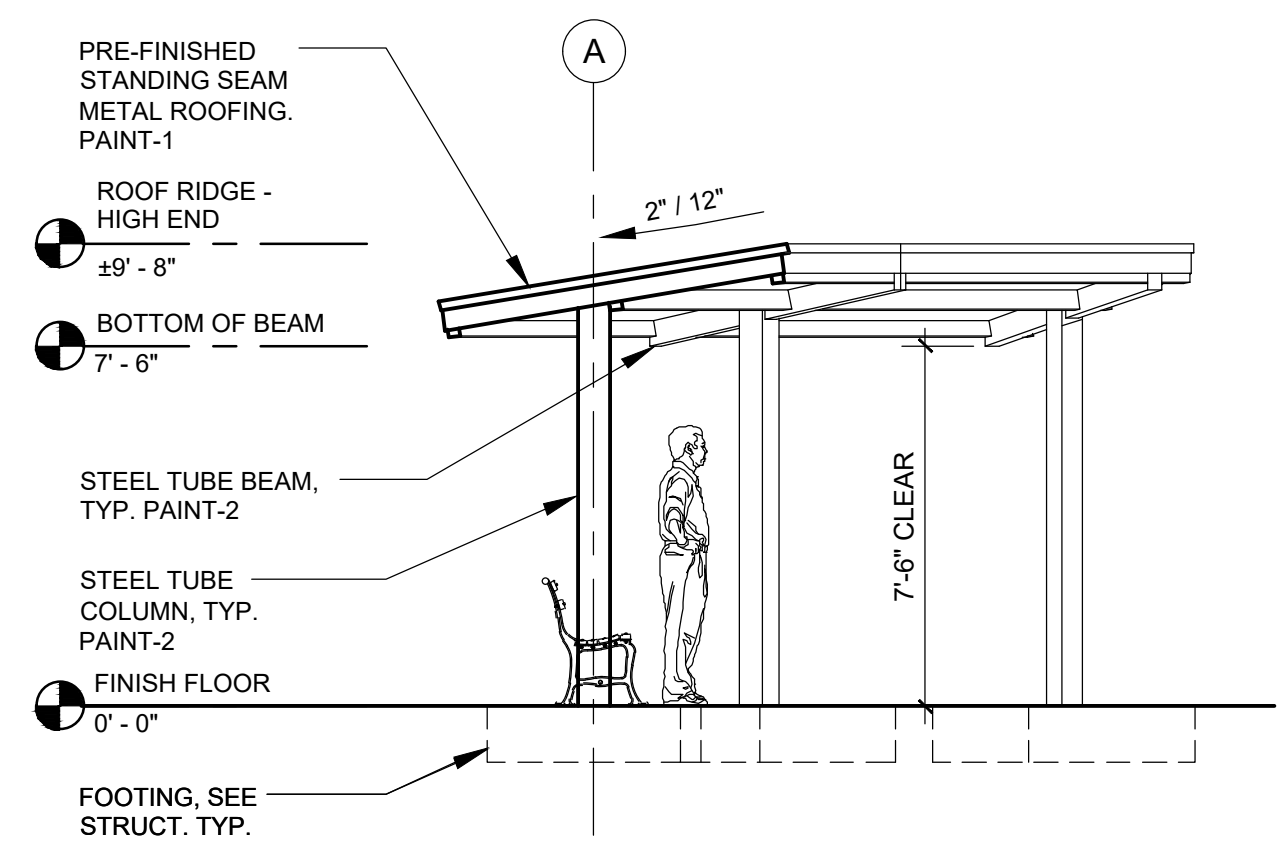 PRE-FINISHED
STANDING SEAM
METAL ROOFING.
PAINT-1
A
ROOF RIDGE -
HIGH END
±9' - 8"
2" / 12"
BOTTOM OF BEAM
7' - 6"
STEEL TUBE BEAM,
TYP. PAINT-2
7'-6" CLEAR
STEEL TUBE
COLUMN, TYP.
PAINT-2
FINISH FLOOR
0' - 0"
FOOTING, SEE
STRUCT. TYP.